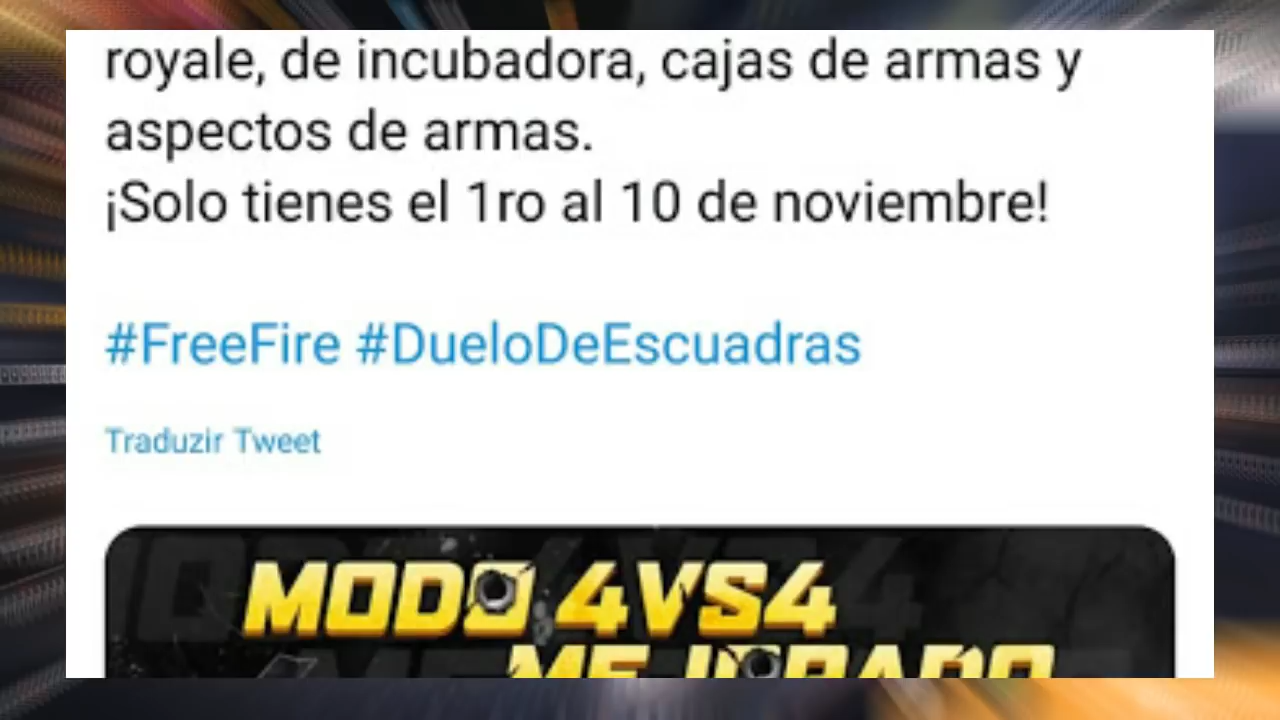 royale, de incubadora, cajas de armas y
aspectos de armas.
¡Solo tienes el 1ro al 10 de noviembre!
#FreeFire #DueloDeEscuadras
Traduzir Tweet
MODO 4VS4
MEJORADO